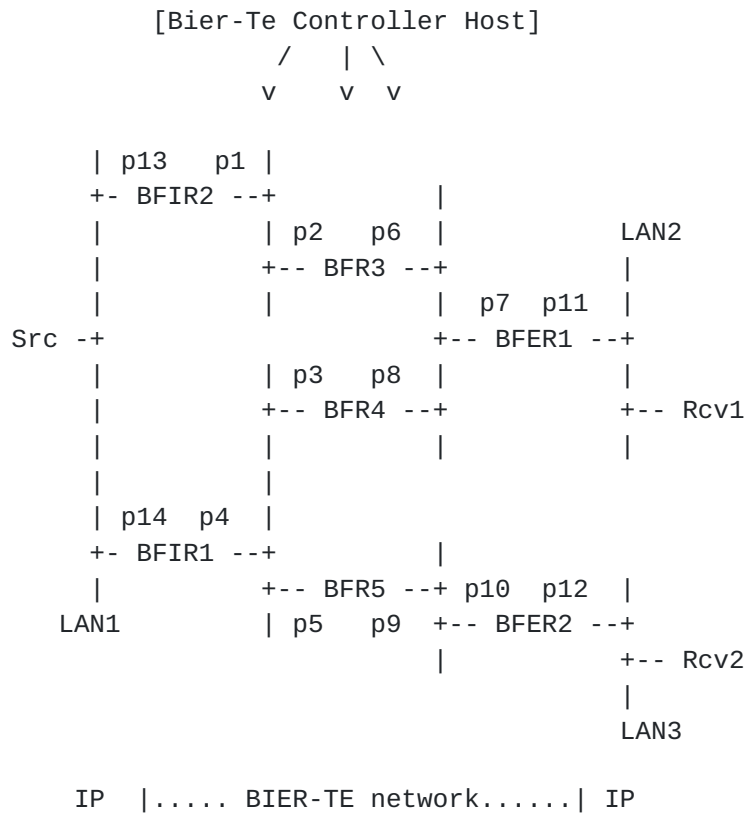 [Bier-Te Controller Host]
/ | \
v v v
| p13 p1 |
+- BFIR2 --+ |
| | p2 p6 | LAN2
| +-- BFR3 --+ |
| | | p7 p11 |
Src -+ +-- BFER1 --+
| | p3 p8 | |
| +-- BFR4 --+ +-- Rcv1
| | | |
| |
| p14 p4 |
+- BFIR1 --+ |
| +-- BFR5 --+ p10 p12 |
LAN1 | p5 p9 +-- BFER2 --+
| +-- Rcv2
|
LAN3
IP |..... BIER-TE network......| IP